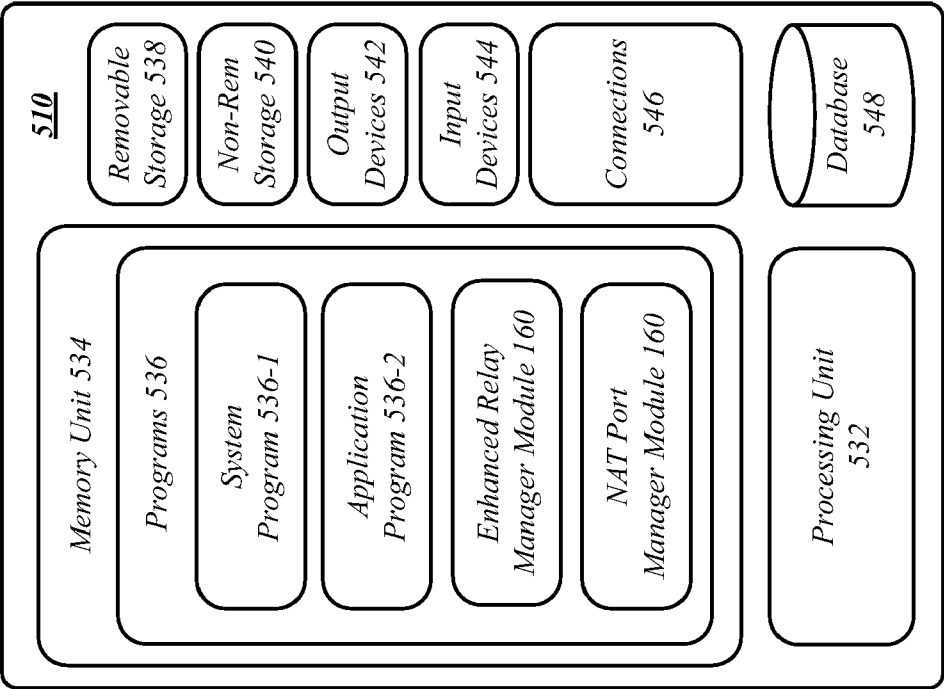 510
Memory Unit 534
Programs 536
System
Program 536-1
Application
Program 536-2
Enhanced Relay
Manager Module 160
NAT Port
Manager Module 160
Processing Unit
532
Removable
Storage 538
Non-Rem
Storage 540
Output
Devices 542
Input
Devices 544
Connections
546
Database
548